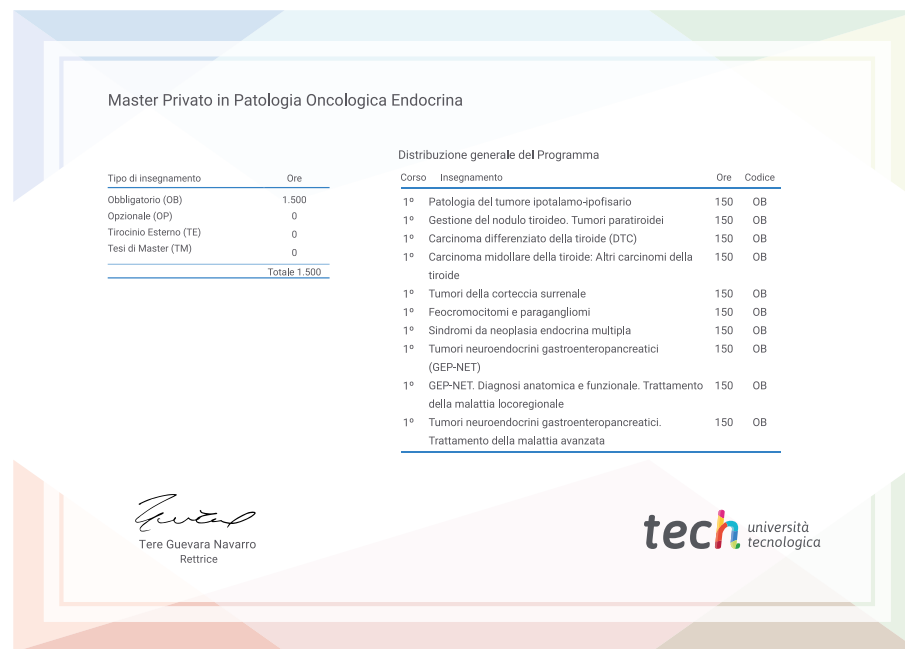 Master Privato in Patologia Oncologica Endocrina
Tipo di insegnamento Ore
Obbligatorio (OB) 1.500
Opzionale (OP) 0
Tirocinio Esterno (TE) 0
Tesi di Master (TM) 0
Totale 1.500
Distribuzione generale del Programma
Corso Insegnamento Ore Codice
1º Patologia del tumore ipotalamo-ipofisario 150 OB
1º Gestione del nodulo tiroideo. Tumori paratiroidei 150 OB
1º Carcinoma differenziato della tiroide (DTC) 150 OB
1º Carcinoma midollare della tiroide: Altri carcinomi della 150 OB
tiroide
1º Tumori della corteccia surrenale 150 OB
1º Feocromocitomi e paragangliomi 150 OB
1º Sindromi da neoplasia endocrina multipla 150 OB
1º Tumori neuroendocrini gastroenteropancreatici 150 OB
(GEP-NET)
1º GEP-NET. Diagnosi anatomica e funzionale. Trattamento 150 OB
della malattia locoregionale
1º Tumori neuroendocrini gastroenteropancreatici. 150 OB
Trattamento della malattia avanzata
Tere Guevara Navarro
Rettrice
tech università
tecnologica